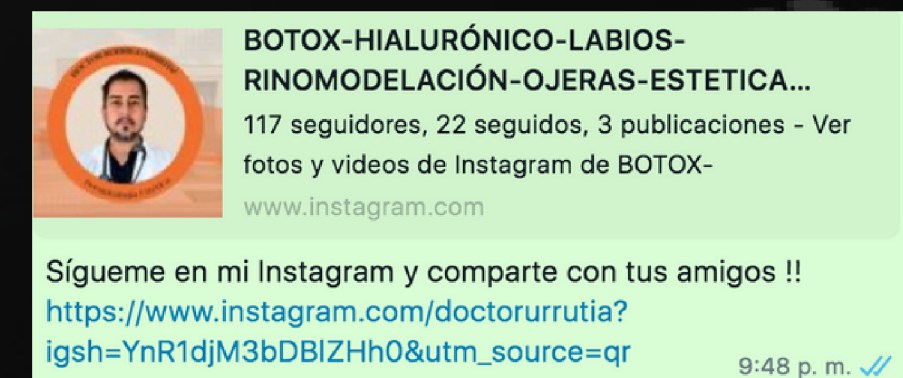 BOTOX-HIALURÓNICO-LABIOS-
RINOMODELACIÓN-OJERAS-ESTETICA...
117 seguidores, 22 seguidos, 3 publicaciones - Ver
fotos y videos de Instagram de BOTOX-
www.instagram.com
Sígueme en mi Instagram y comparte con tus amigos !!
https://www.instagram.com/doctorurrutia?
igsh=YnR1djM3bDBlZHh0&utm_source=qr
9:48 p. m.